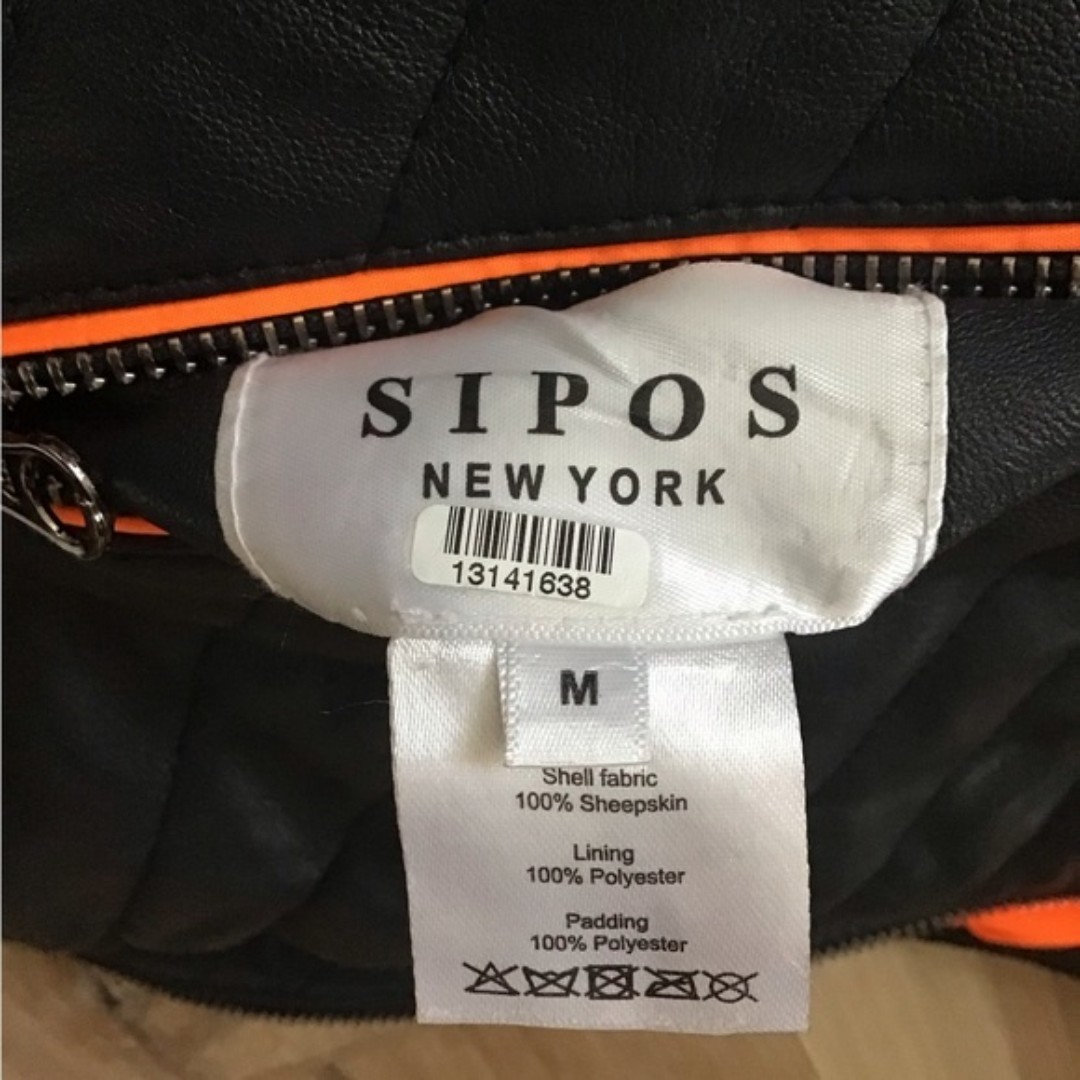 SIPOS
NEW YORK
13141638
M
Shell fabric
100% Sheepskin
Lining
100% Polyester
Padding
100% Polyester